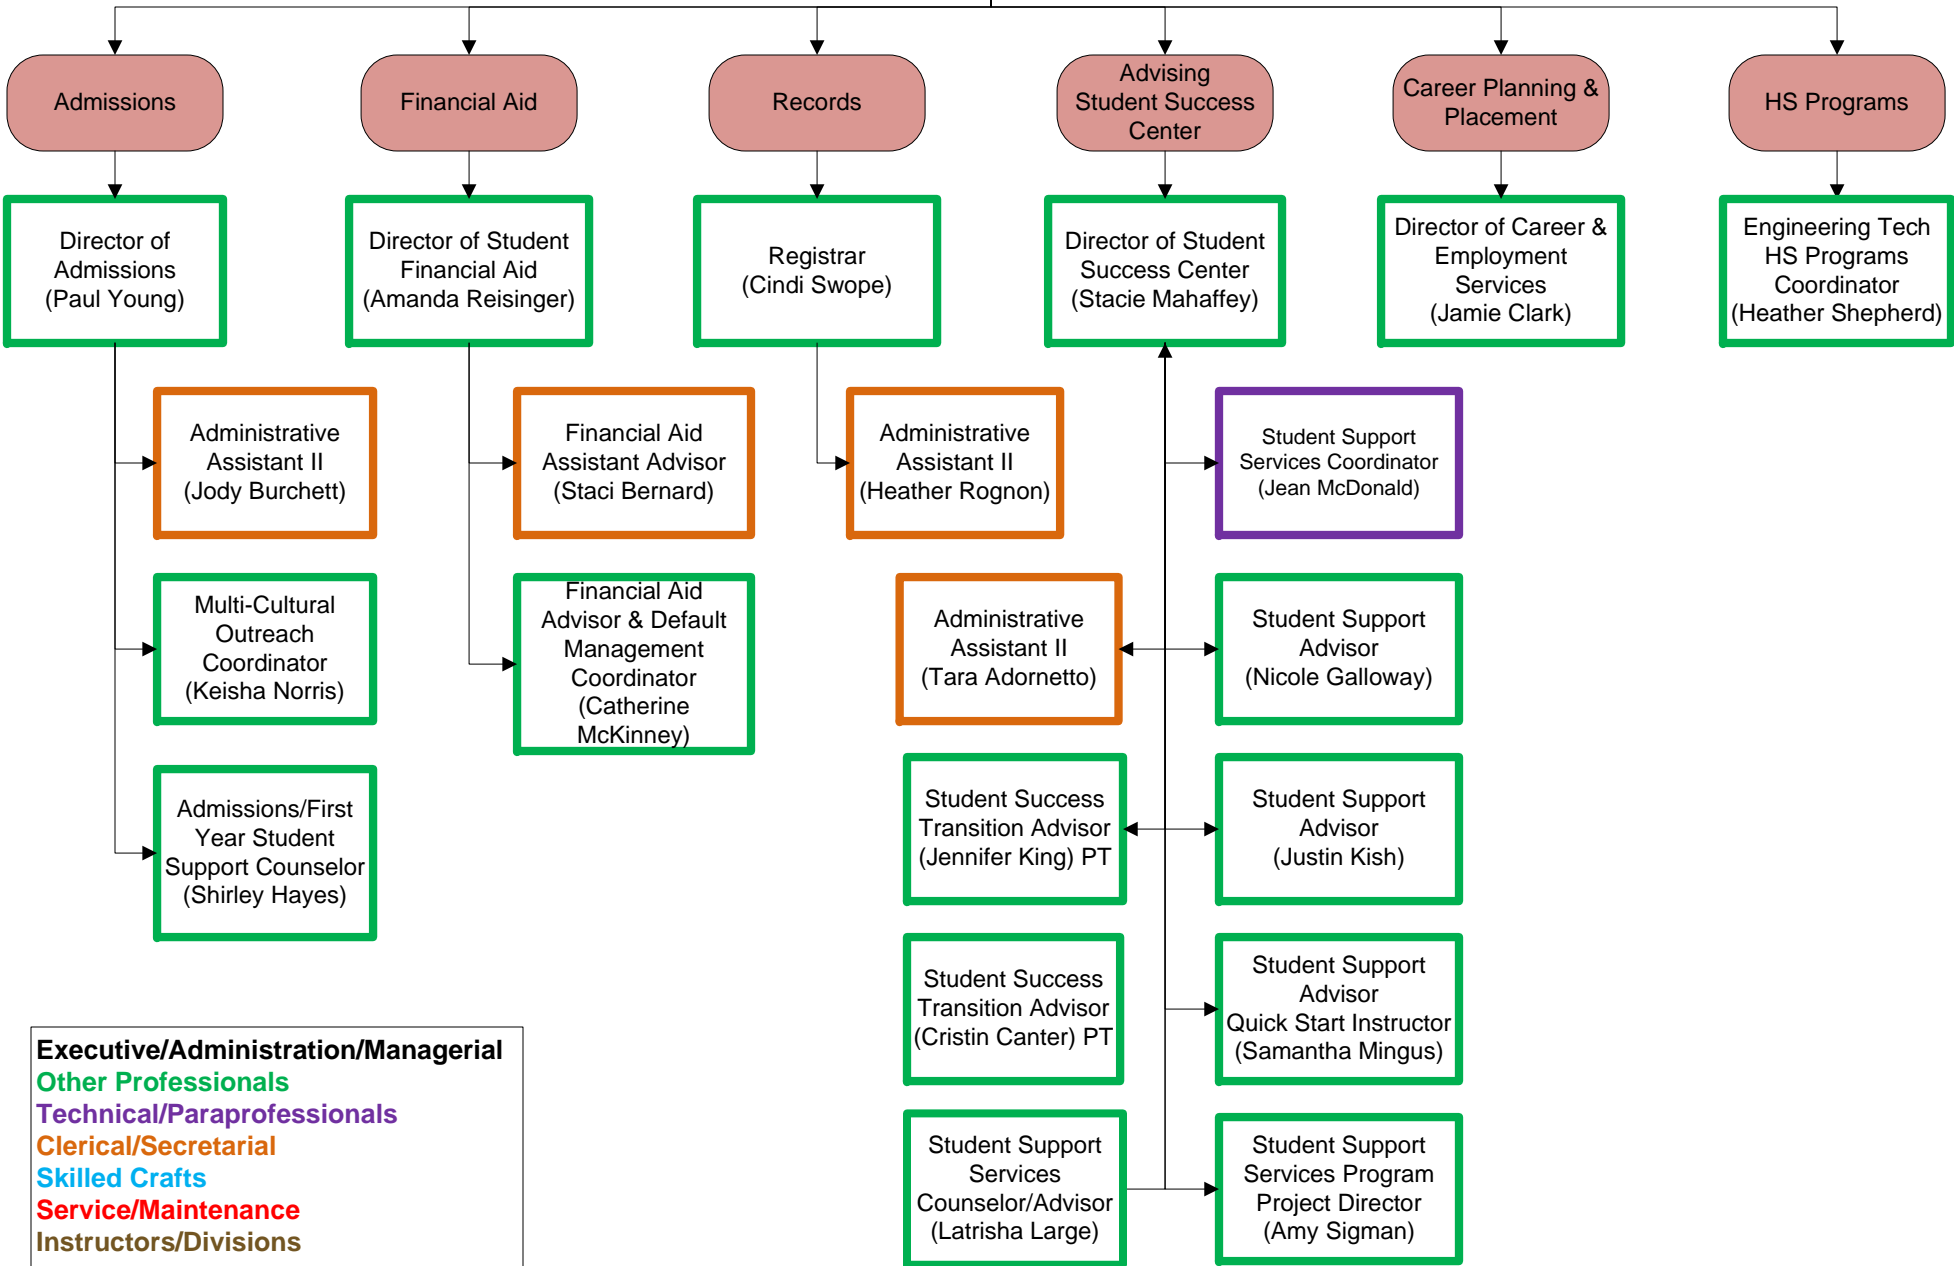 Admissions
Financial Aid
Records
Advising
Student Success
Center
Career Planning &
Placement
HS Programs
Director of
Admissions
(Paul Young)
Director of Student
Financial Aid
(Amanda Reisinger)
Registrar
(Cindi Swope)
Director of Student
Success Center
(Stacie Mahaffey)
Director of Career &
Employment
Services
(Jamie Clark)
Engineering Tech
HS Programs
Coordinator
(Heather Shepherd)
Administrative
Assistant II
(Jody Burchett)
Financial Aid
Assistant Advisor
(Staci Bernard)
Administrative
Assistant II
(Heather Rognon)
Student Support
Services Coordinator
(Jean McDonald)
Multi-Cultural
Outreach
Coordinator
(Keisha Norris)
Financial Aid
Advisor & Default
Management
Coordinator
(Catherine
McKinney)
Administrative
Assistant II
(Tara Adornetto)
Student Support
Advisor
(Nicole Galloway)
Admissions/First
Year Student
Support Counselor
(Shirley Hayes)
Student Success
Transition Advisor
(Jennifer King) PT
Student Support
Advisor
(Justin Kish)
Student Success
Transition Advisor
(Cristin Canter) PT
Student Support
Advisor
Quick Start Instructor
(Samantha Mingus)
Student Support
Services
Counselor/Advisor
(Latrisha Large)
Student Support
Services Program
Project Director
(Amy Sigman)
Executive/Administration/Managerial
Other Professionals
Technical/Paraprofessionals
Clerical/Secretarial
Skilled Crafts
Service/Maintenance
Instructors/Divisions